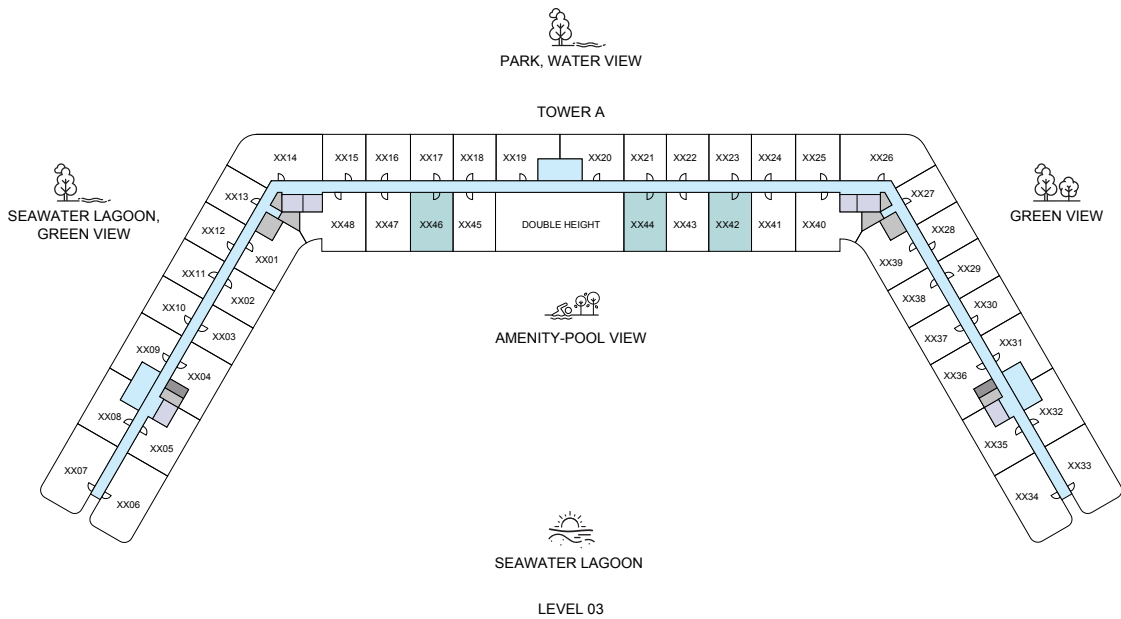 PARK, WATER VIEW
TOWER A
XX14
XX15
XX16
XX17
XX18
XX19
XX20
XX21
XX22
XX23
XX24
XX25
XX26
SEAWATER LAGOON,
GREEN VIEW
GREEN VIEW
XX13
XX12
XX11
XX10
XX09
XX08
XX07
XX01
XX02
XX03
XX04
XX05
XX06
XX48
XX47
XX46
XX45
DOUBLE HEIGHT
XX44
XX43
XX42
XX41
XX40
XX27
XX28
XX29
XX30
XX31
XX32
XX33
XX39
XX38
XX37
XX36
XX35
XX34
AMENITY-POOL VIEW
SEAWATER LAGOON
LEVEL 03